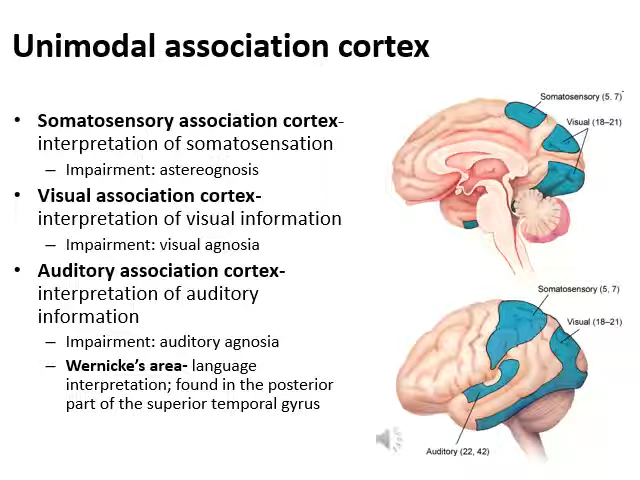 Unimodal association cortex
• Somatosensory association cortex-
interpretation of somatosensation
– Impairment: astereognosis
• Visual association cortex-
interpretation of visual information
– Impairment: visual agnosia
• Auditory association cortex-
interpretation of auditory
information
– Impairment: auditory agnosia
– Wernicke's area- language
interpretation; found in the posterior
part of the superior temporal gyrus
Somatosensory (5, 7)
Visual (18–21)
Somatosensory (5, 7)
Visual (18–21)
Auditory (22, 42)